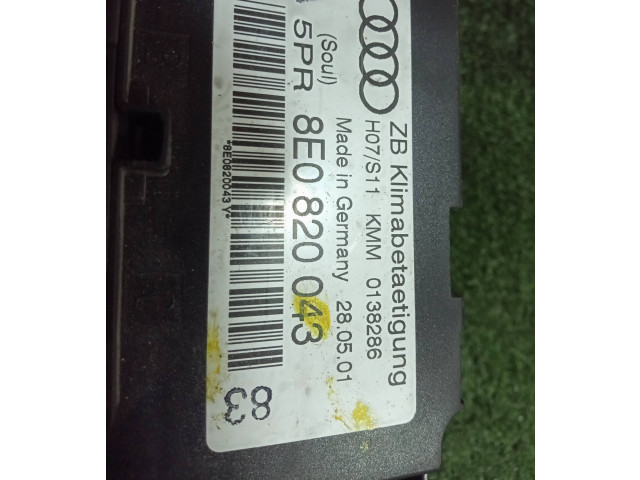 ZB Klimabetaetigung
H07/S11 KMM 0138286
Made in Germany 28.05.01
(Soul)
5PR 8E0 820 043
*8E0820043 Y*
83